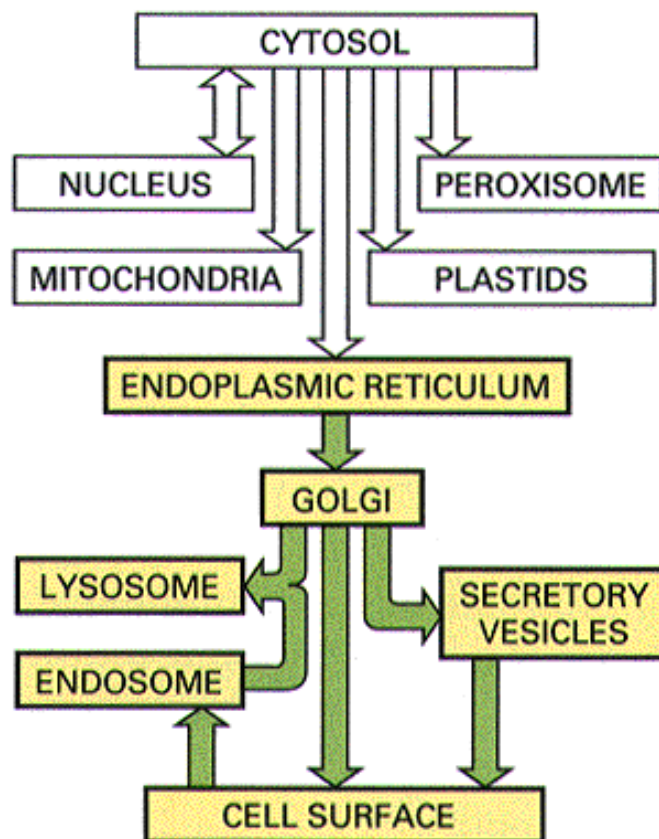 CYTOSOL
NUCLEUS
PEROXISOME
MITOCHONDRIA
PLASTIDS
ENDOPLASMIC RETICULUM
GOLGI
LYSOSOME
SECRETORY
VESICLES
ENDOSOME
CELL SURFACE